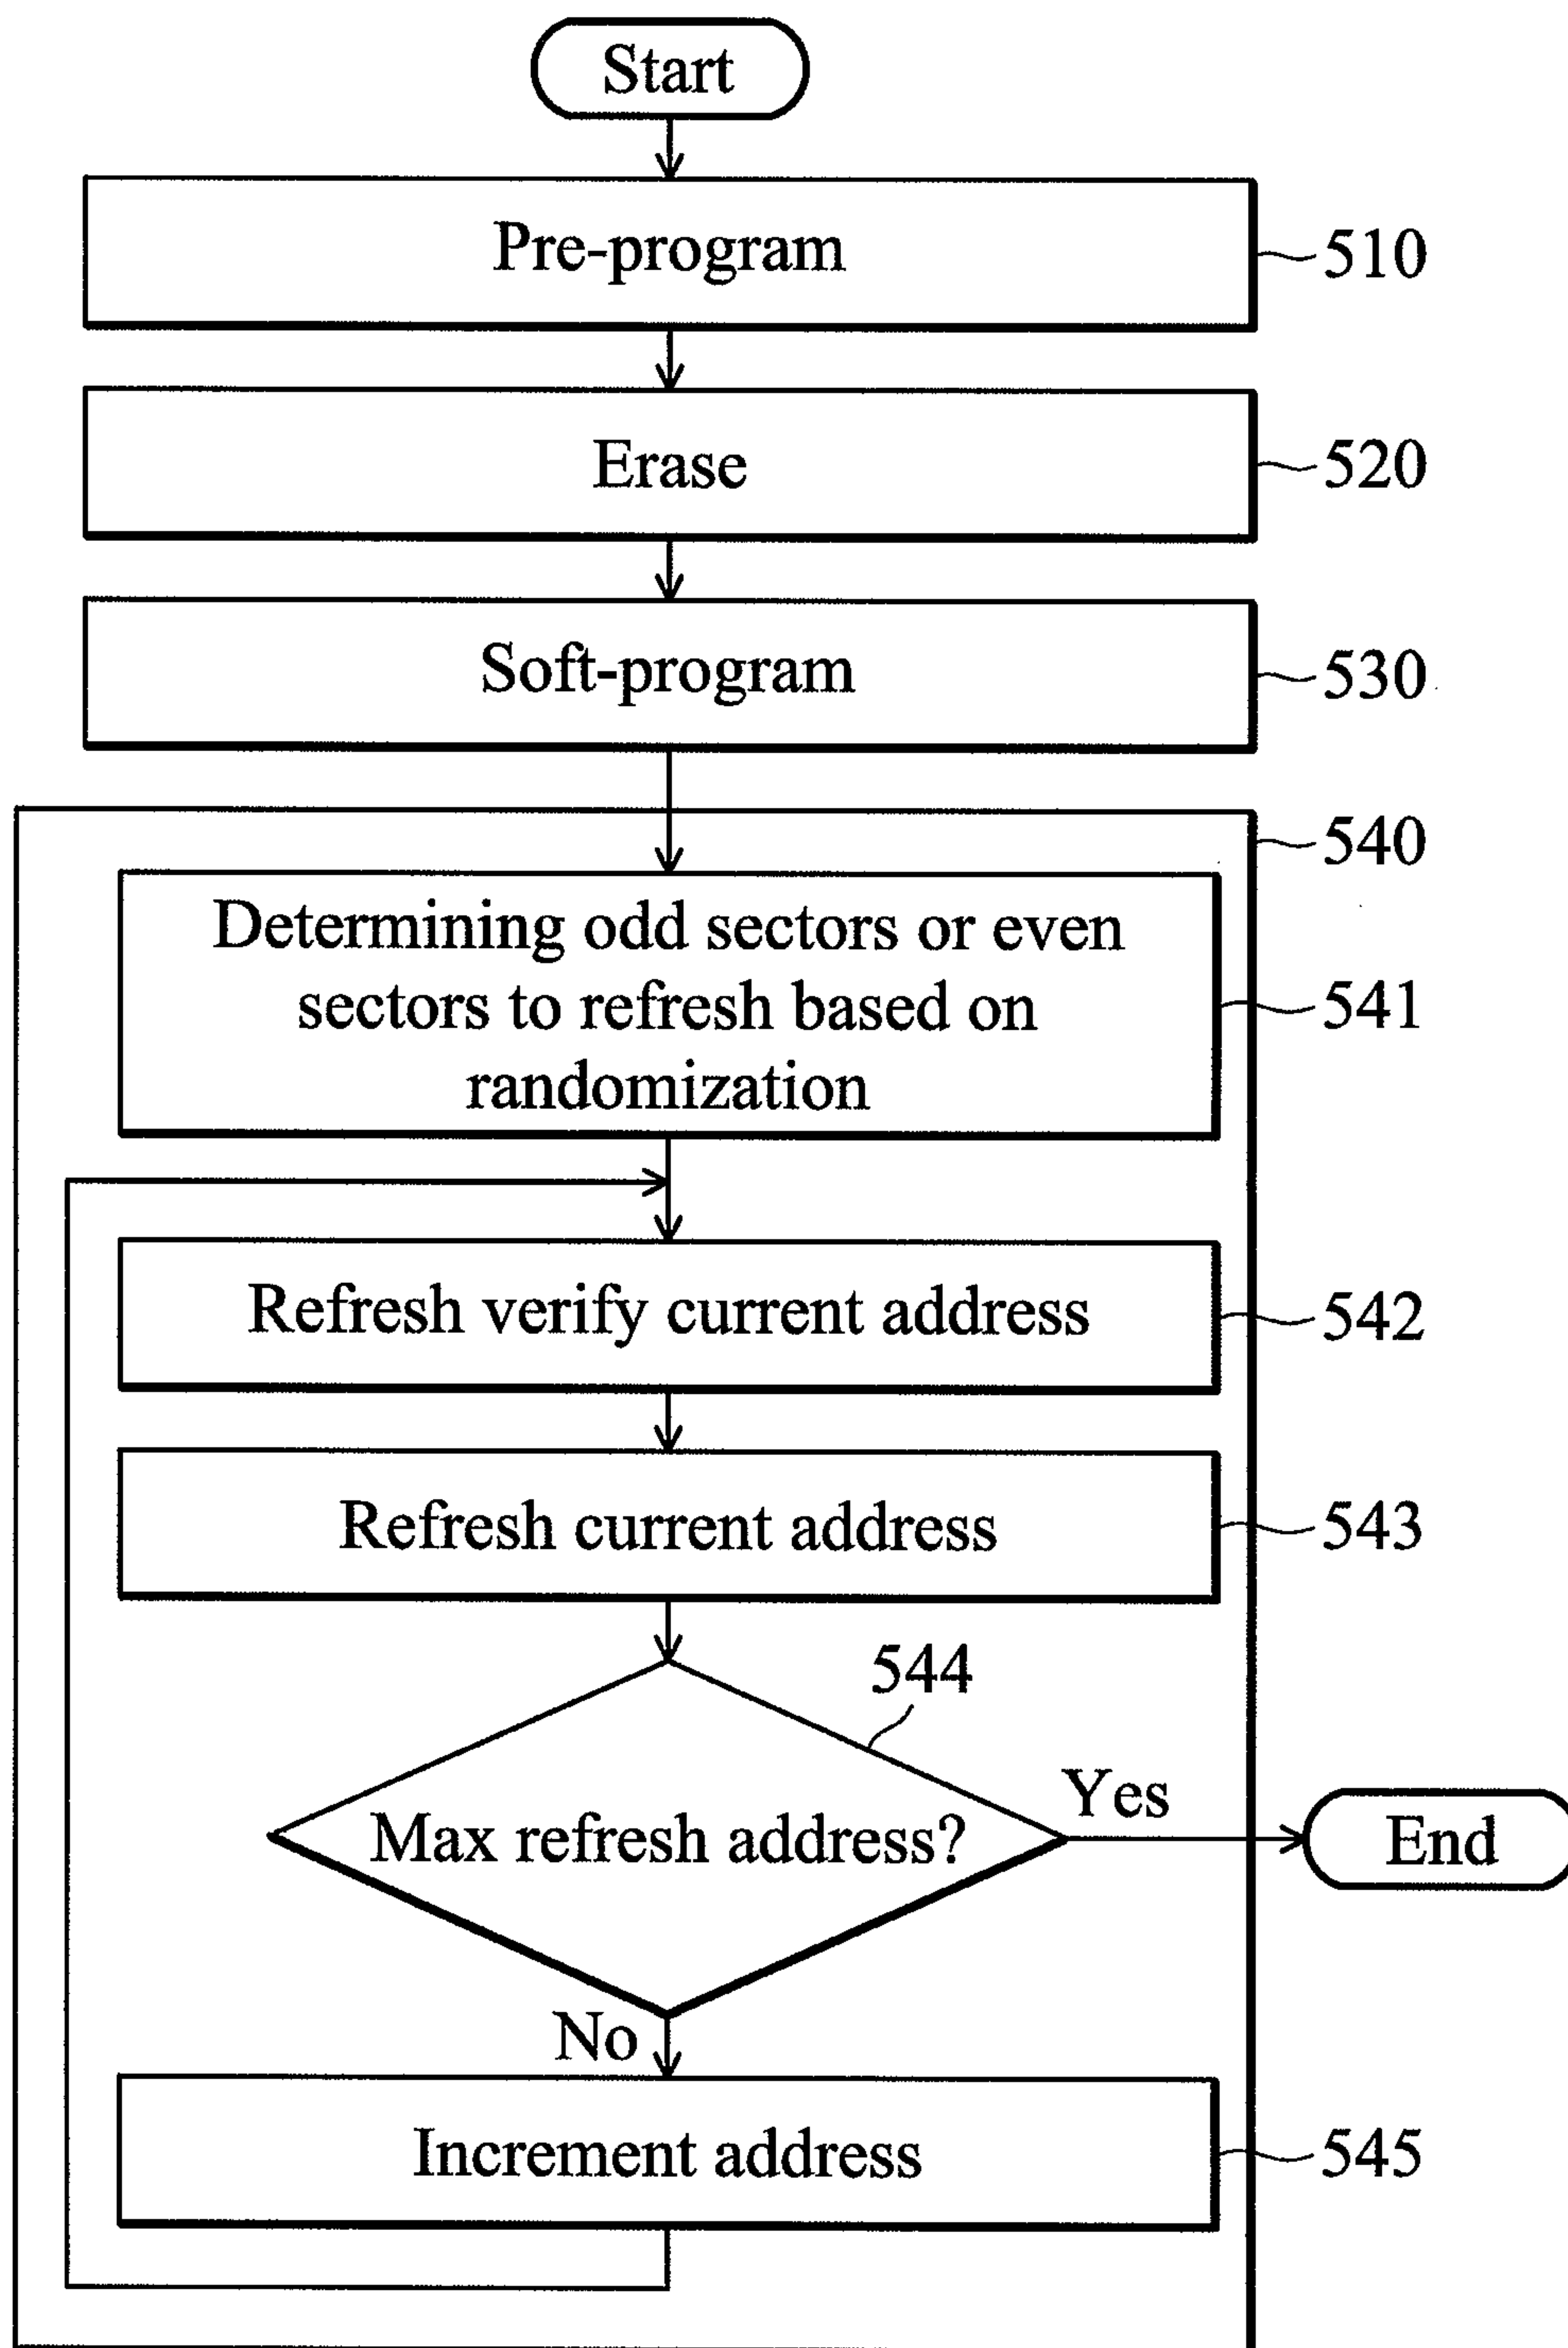 Start
Pre-program
510
Erase
520
Soft-program
530
540
Determining odd sectors or even
sectors to refresh based on
randomization
541
Refresh verify current address
542
Refresh current address
543
544
Max refresh address?
Yes
End
No
Increment address
545